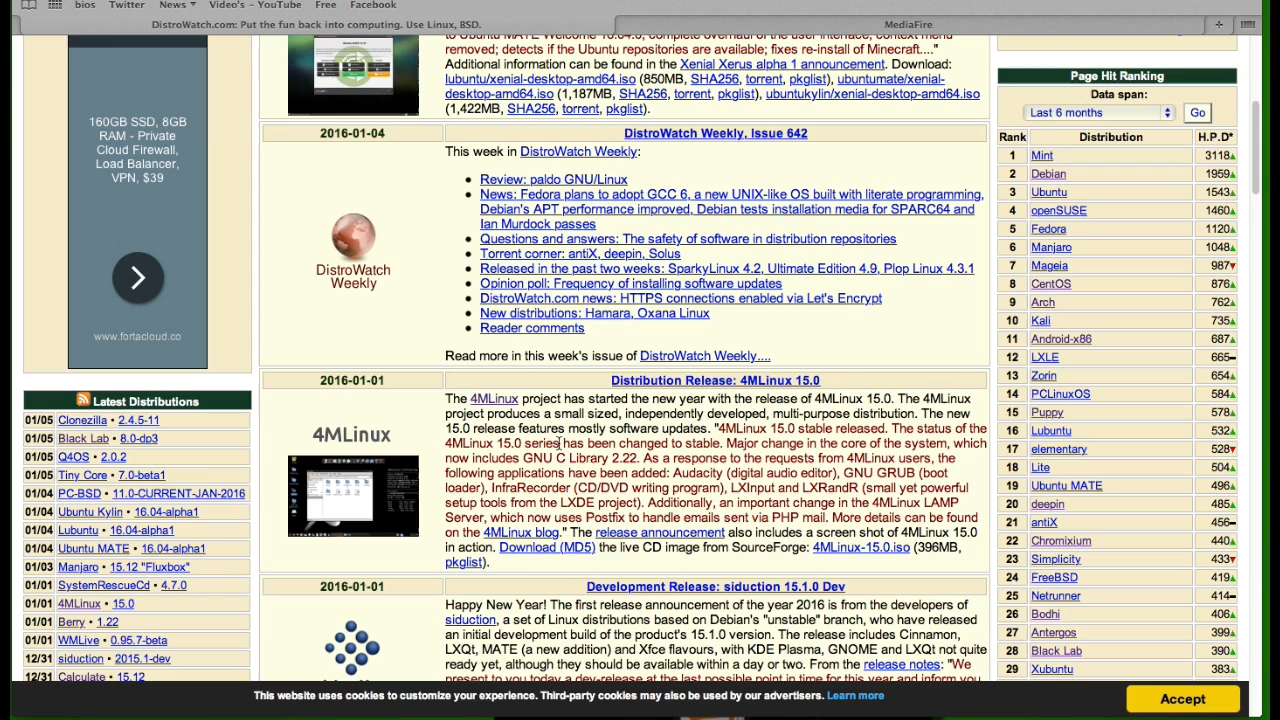 bios Twitter News Video's – YouTube Free Facebook
DistroWatch.com: Put the fun back into computing. Use Linux, BSD. MediaFire
160GB SSD, 8GB
RAM - Private
Cloud Firewall,
Load Balancer,
VPN, $39
www.fortacloud.co
Latest Distributions
01/05 Clonezilla • 2.4.5-11
01/05 Black Lab • 8.0-dp3
01/05 Q4OS • 2.0.2
01/05 Tiny Core • 7.0-beta1
01/04 PC-BSD • 11.0-CURRENT-JAN-2016
01/04 Ubuntu Kylin • 16.04-alpha1
01/04 Lubuntu • 16.04-alpha1
01/04 Ubuntu MATE • 16.04-alpha1
01/03 Manjaro • 15.12 "Fluxbox"
01/01 SystemRescueCd • 4.7.0
01/01 4MLinux • 15.0
01/01 Berry • 1.22
01/01 WMLive • 0.95.7-beta
12/31 siduction • 2015.1-dev
12/31 Calculate • 15.12
removed; detects if the Ubuntu repositories are available; fixes re-install of Minecraft...."
Additional information can be found in the Xenial Xerus alpha 1 announcement. Download:
lubuntu/xenial-desktop-amd64.iso (850MB, SHA256, torrent, pkglist), ubuntumate/xenial-
desktop-amd64.iso (1,187MB, SHA256, torrent, pkglist), ubuntukylin/xenial-desktop-amd64.iso
(1,422MB, SHA256, torrent, pkglist).
2016-01-04 DistroWatch Weekly, Issue 642
DistroWatch
Weekly
This week in DistroWatch Weekly:
• Review: paldo GNU/Linux
• News: Fedora plans to adopt GCC 6, a new UNIX-like OS built with literate programming,
Debian's APT performance improved, Debian tests installation media for SPARC64 and
Ian Murdock passes
• Questions and answers: The safety of software in distribution repositories
• Torrent corner: antiX, deepin, Solus
• Released in the past two weeks: SparkyLinux 4.2, Ultimate Edition 4.9, Plop Linux 4.3.1
• Opinion poll: Frequency of installing software updates
• DistroWatch.com news: HTTPS connections enabled via Let's Encrypt
• New distributions: Hamara, Oxana Linux
• Reader comments
Read more in this week's issue of DistroWatch Weekly....
2016-01-01 Distribution Release: 4MLinux 15.0
4MLinux
The 4MLinux project has started the new year with the release of 4MLinux 15.0. The 4MLinux
project produces a small sized, independently developed, multi-purpose distribution. The new
15.0 release features mostly software updates. "4MLinux 15.0 stable released. The status of the
4MLinux 15.0 series has been changed to stable. Major change in the core of the system, which
now includes GNU C Library 2.22. As a response to the requests from 4MLinux users, the
following applications have been added: Audacity (digital audio editor), GNU GRUB (boot
loader), InfraRecorder (CD/DVD writing program), LXInput and LXRandR (small yet powerful
setup tools from the LXDE project). Additionally, an important change in the 4MLinux LAMP
Server, which now uses Postfix to handle emails sent via PHP mail. More details can be found
on the 4MLinux blog." The release announcement also includes a screen shot of 4MLinux 15.0
in action. Download (MD5) the live CD image from SourceForge: 4MLinux-15.0.iso (396MB,
pkglist).
2016-01-01 Development Release: siduction 15.1.0 Dev
Happy New Year! The first release announcement of the year 2016 is from the developers of
siduction, a set of Linux distributions based on Debian's "unstable" branch, who have released
an initial development build of the product's 15.1.0 version. The release includes Cinnamon,
LXQt, MATE (a new addition) and Xfce flavours, with KDE Plasma, GNOME and LXQt not quite
ready yet, although they should be available within a day or two. From the release notes: "We
present to you today a dev-release at the last possible point in time for this year and inform you
Page Hit Ranking
Data span:
Last 6 months Go
Rank Distribution H.P.D*
1 Mint 3118
2 Debian 1959
3 Ubuntu 1543
4 openSUSE 1460
5 Fedora 1120
6 Manjaro 1048
7 Mageia 987
8 CentOS 876
9 Arch 762
10 Kali 735
11 Android-x86 687
12 LXLE 665
13 Zorin 654
14 PCLinuxOS 584
15 Puppy 578
16 Lubuntu 532
17 elementary 508
18 Lite 504
19 Ubuntu MATE 496
20 deepin 485
21 antiX 456
22 Chromixium 440
23 Simplicity 433
24 FreeBSD 419
25 Netrunner 414
26 Bodhi 406
27 Antergos 399
28 Black Lab 390
29 Xubuntu 383
This website uses cookies to customize your experience. Third-party cookies may also be used by our advertisers. Learn more
Accept